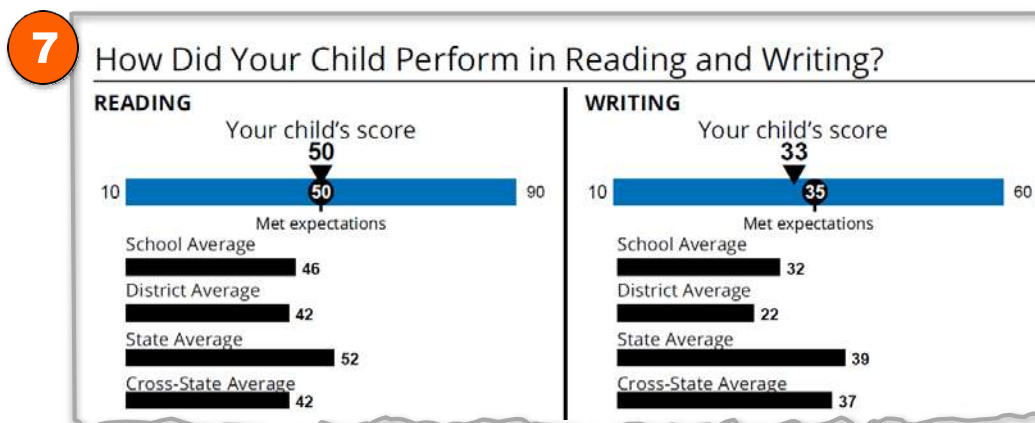 7
How Did Your Child Perform in Reading and Writing?
READING
Your child's score
50
10 50 90
Met expectations
School Average
46
District Average
42
State Average
52
Cross-State Average
42
WRITING
Your child's score
33
10 35 60
Met expectations
School Average
32
District Average
22
State Average
39
Cross-State Average
37